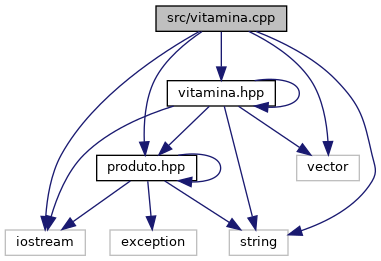 src/vitamina.cpp
vitamina.hpp
produto.hpp
vector
iostream
exception
string